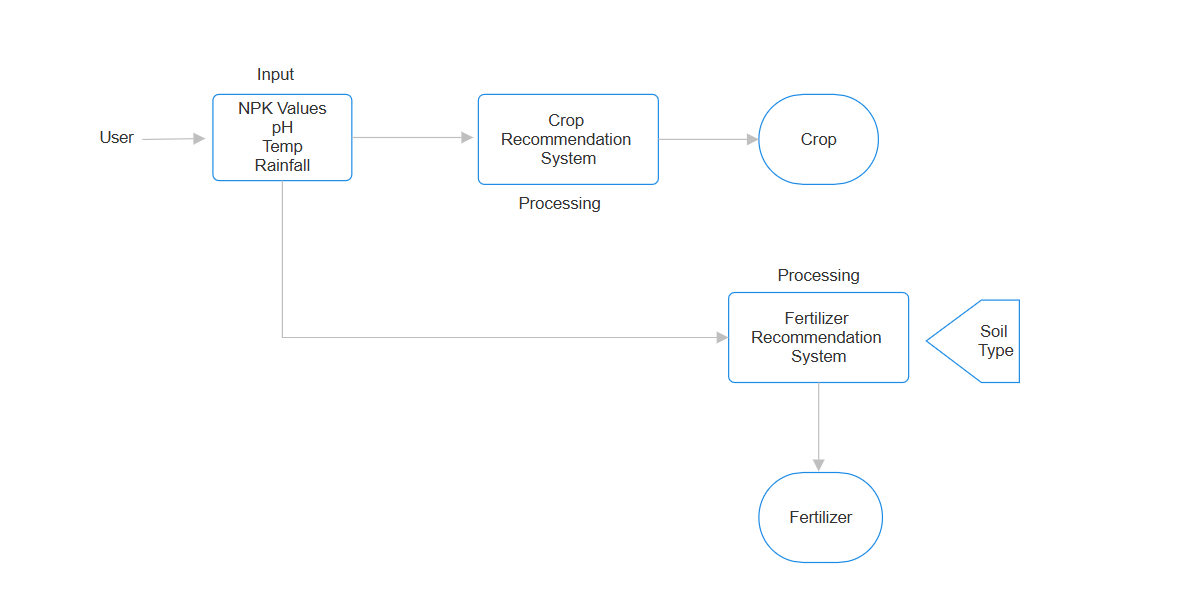 Input
User
NPK Values
pH
Temp
Rainfall
Crop
Recommendation
System
Processing
Crop
Processing
Fertilizer
Recommendation
System
Soil
Type
Fertilizer